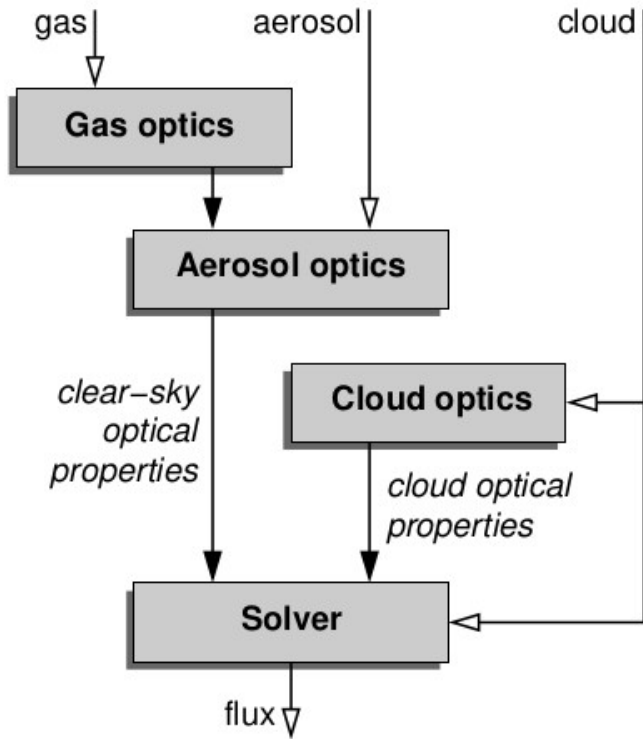 gas
aerosol
cloud
Gas optics
Aerosol optics
clear−sky
optical
properties
Cloud optics
cloud optical
properties
Solver
flux